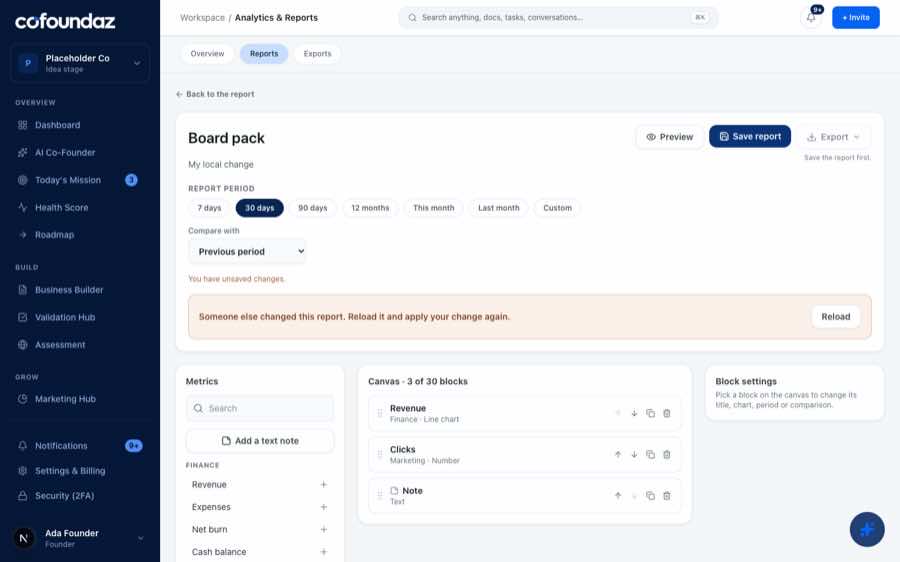 cofoundaz
P
Placeholder Co
Idea stage
OVERVIEW
Dashboard
AI Co-Founder
Today's Mission
3
Health Score
Roadmap
BUILD
Business Builder
Validation Hub
Assessment
GROW
Marketing Hub
Notifications
9+
Settings & Billing
Security (2FA)
N
Ada Founder
Founder
Workspace / Analytics & Reports
Search anything, docs, tasks, conversations...
⌘K
9+
+ Invite
Overview
Reports
Exports
← Back to the report
Board pack
Preview
Save report
Export
My local change
Save the report first.
REPORT PERIOD
7 days
30 days
90 days
12 months
This month
Last month
Custom
Compare with
Previous period
You have unsaved changes.
Someone else changed this report. Reload it and apply your change again.
Reload
Metrics
Search
Add a text note
FINANCE
Revenue
Expenses
Net burn
Cash balance
Canvas · 3 of 30 blocks
Revenue
Finance · Line chart
Clicks
Marketing · Number
Note
Text
Block settings
Pick a block on the canvas to change its
title, chart, period or comparison.